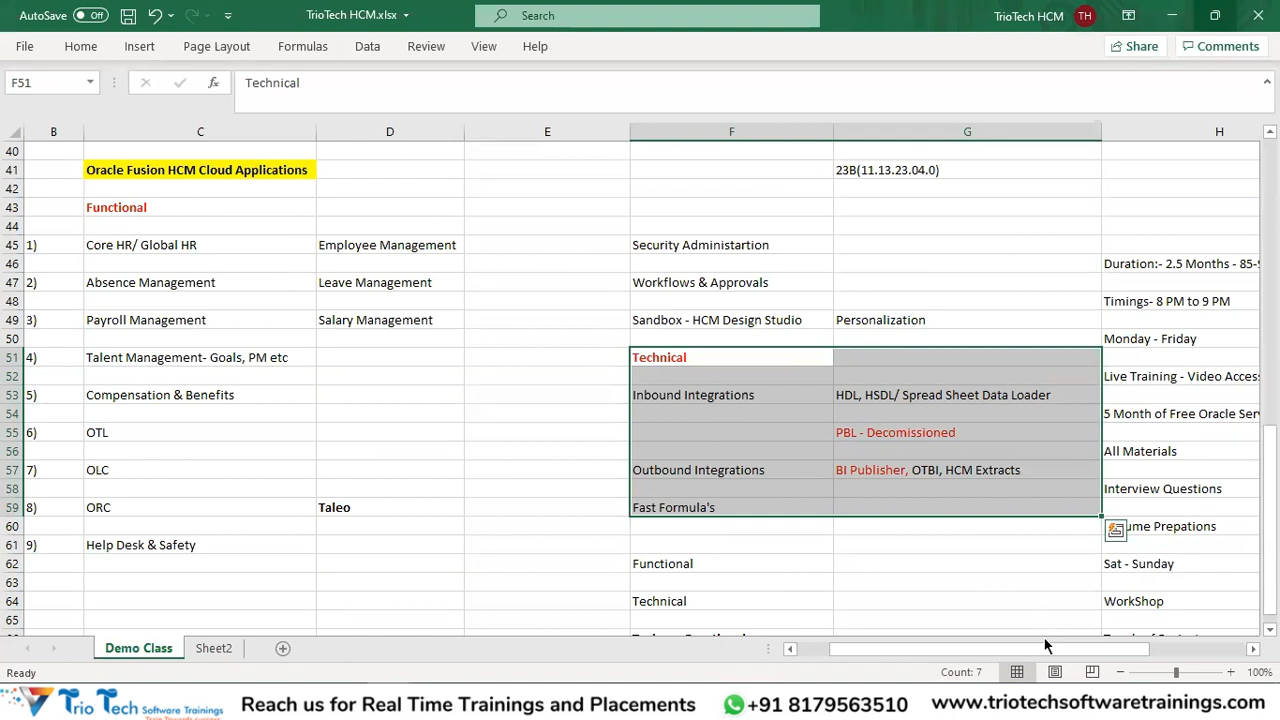 AutoSave Off TrioTech HCM.xlsx Search TrioTech HCM TH
File Home Insert Page Layout Formulas Data Review View Help Share Comments
F51 fx Technical
B C D E F G H
40
41 Oracle Fusion HCM Cloud Applications 23B(11.13.23.04.0)
42
43 Functional
44
45 1) Core HR/ Global HR Employee Management Security Administartion
46 Duration:- 2.5 Months - 85-
47 2) Absence Management Leave Management Workflows & Approvals
48 Timings- 8 PM to 9 PM
49 3) Payroll Management Salary Management Sandbox - HCM Design Studio Personalization
50 Monday - Friday
51 4) Talent Management- Goals, PM etc Technical
52 Live Training - Video Acces
53 5) Compensation & Benefits Inbound Integrations HDL, HSDL/ Spread Sheet Data Loader
54 5 Month of Free Oracle Ser
55 6) OTL PBL - Decomissioned
56 All Materials
57 7) OLC Outbound Integrations BI Publisher, OTBI, HCM Extracts
58 Interview Questions
59 8) ORC Taleo Fast Formula's
60 ume Prepations
61 9) Help Desk & Safety
62 Functional Sat - Sunday
63
64 Technical WorkShop
65
Demo Class Sheet2
Ready Count: 7 100%
Trio Tech Software Trainings Reach us for Real Time Trainings and Placements +91 8179563510 www.triotechsoftwaretrainings.com
Towards success